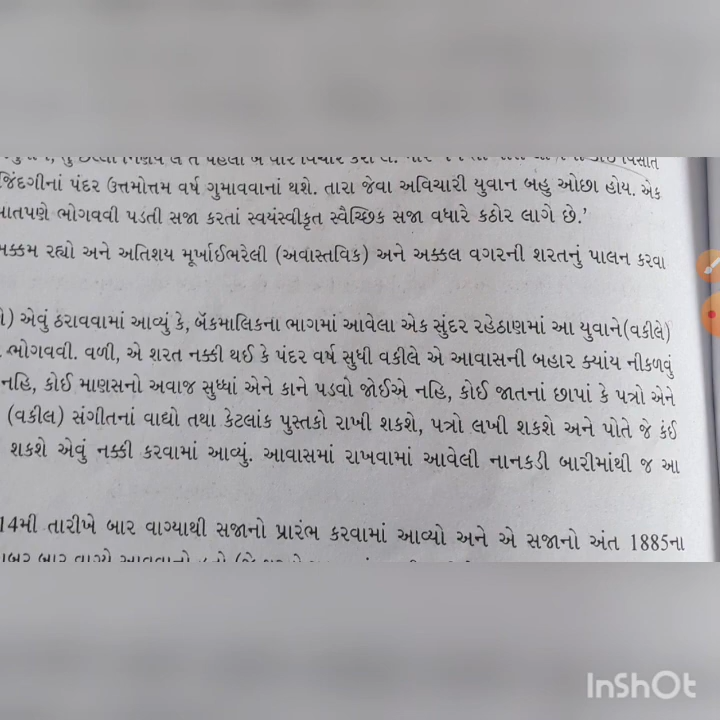 જિંદગીનાં પંદર ઉત્તમોત્તમ વર્ષ ગુમાવવાનાં થશે. તારા જેવા અવિચારી યુવાન બહુ ઓછા હોય. એક
ભોગવવી પડતી સજા કરતાં સ્વયંસ્વીકૃત સ્વૈચ્છિક સજા વધારે કઠોર લાગે છે.'
મક્કમ રહ્યો અને અતિશય મૂર્ખાઈભરેલી (અવાસ્તવિક) અને અક્કલ વગરની શરતનું પાલન કરવા
એવું ઠરાવવામાં આવ્યું કે, બૅંકમાલિકના ભાગમાં આવેલા એક સુંદર રહેઠાણમાં આ યુવાને(વકીલે)
ભોગવવી. વળી, એ શરત નક્કી થઈ કે પંદર વર્ષ સુધી વકીલે એ આવાસની બહાર ક્યાંય નીકળવું
નહિ, કોઈ માણસનો અવાજ સુધ્ધાં એને કાને પડવો જોઈએ નહિ, કોઈ જાતનાં છાપાં કે પત્રો એને
(વકીલ) સંગીતનાં વાદ્યો તથા કેટલાંક પુસ્તકો રાખી શકશે, પત્રો લખી શકશે અને પોતે જે કંઈ
શકશે એવું નક્કી કરવામાં આવ્યું. આવાસમાં રાખવામાં આવેલી નાનકડી બારીમાંથી જ આ
14મી તારીખે બાર વાગ્યાથી સજાનો પ્રારંભ કરવામાં આવ્યો અને એ સજાનો અંત 1885ના
InShOt